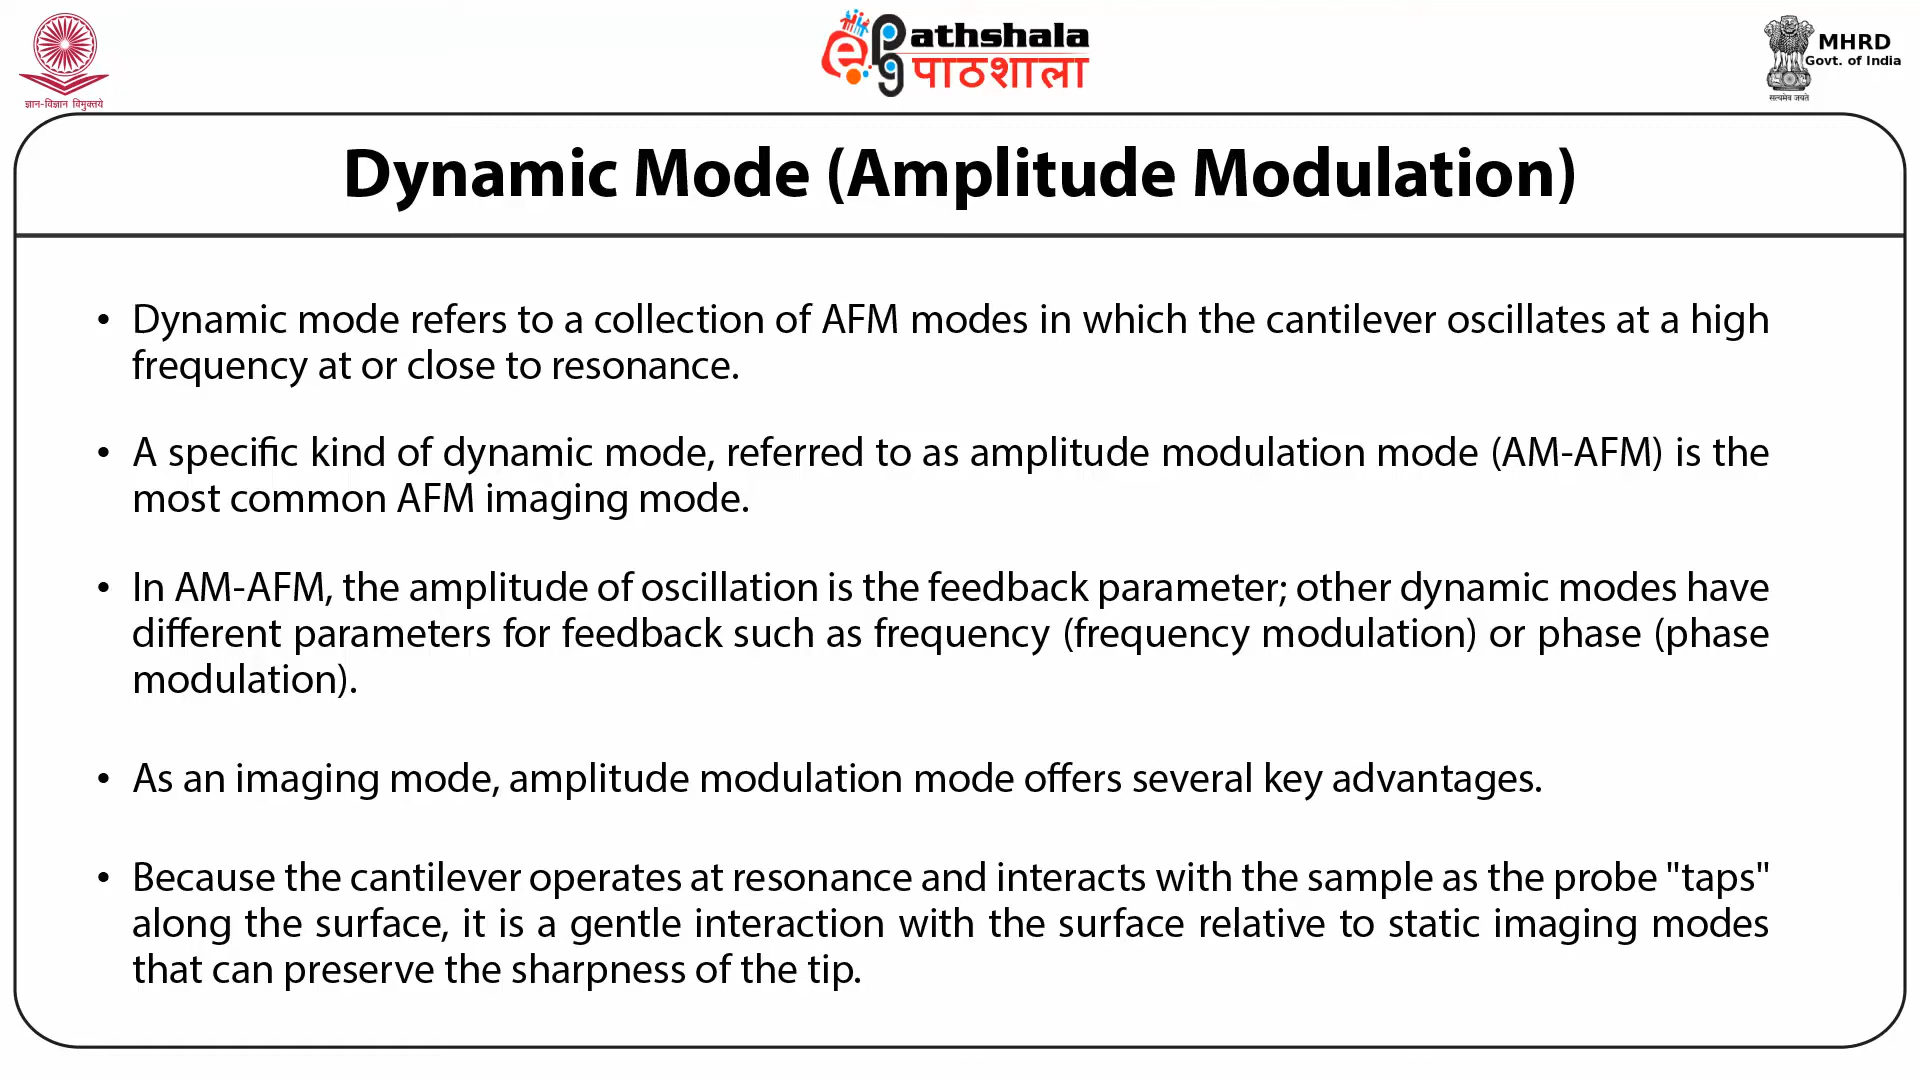 ज्ञान-विज्ञान विमुक्तये
ePathshala
पाठशाला
MHRD
Govt. of India
सत्यमेव जयते
Dynamic Mode (Amplitude Modulation)
• Dynamic mode refers to a collection of AFM modes in which the cantilever oscillates at a high
frequency at or close to resonance.
• A specific kind of dynamic mode, referred to as amplitude modulation mode (AM-AFM) is the
most common AFM imaging mode.
• In AM-AFM, the amplitude of oscillation is the feedback parameter; other dynamic modes have
different parameters for feedback such as frequency (frequency modulation) or phase (phase
modulation).
• As an imaging mode, amplitude modulation mode offers several key advantages.
• Because the cantilever operates at resonance and interacts with the sample as the probe "taps"
along the surface, it is a gentle interaction with the surface relative to static imaging modes
that can preserve the sharpness of the tip.